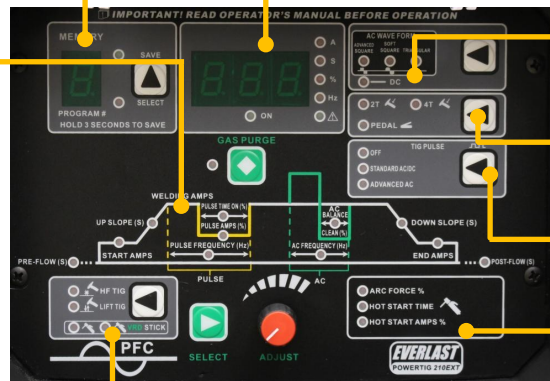 IMPORTANT! READ OPERATOR'S MANUAL BEFORE OPERATION
MEMORY
SAVE
SELECT
PROGRAM #
HOLD 3 SECONDS TO SAVE
8
8.8.8
A
S
%
Hz
ON
AC WAVE FORM
ADVANCED SQUARE
SOFT SQUARE
TRIANGULAR
DC
2T
4T
PEDAL
GAS PURGE
TIG PULSE
OFF
STANDARD AC/DC
ADVANCED AC
WELDING AMPS
PULSE TIME ON (%)
PULSE AMPS (%)
AC BALANCE
CLEAN (%)
UP SLOPE (S)
DOWN SLOPE (S)
START AMPS
PULSE FREQUENCY (Hz)
AC FREQUENCY (Hz)
END AMPS
PRE-FLOW (S)
POST-FLOW (S)
PULSE
AC
HF TIG
LIFT TIG
VRD STICK
PFC
SELECT
ADJUST
ARC FORCE %
HOT START TIME
HOT START AMPS %
EVERLAST
POWERTIG 210EXT